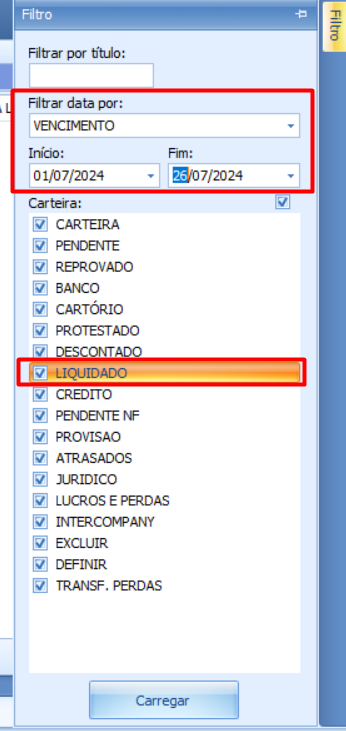 Filtro
Filtro
Filtrar por título:
Filtrar data por:
VENCIMENTO
Início: Fim:
01/07/2024 26/07/2024
Carteira:
CARTEIRA
PENDENTE
REPROVADO
BANCO
CARTÓRIO
PROTESTADO
DESCONTADO
LIQUIDADO
CREDITO
PENDENTE NF
PROVISAO
ATRASADOS
JURIDICO
LUCROS E PERDAS
INTERCOMPANY
EXCLUIR
DEFINIR
TRANSF. PERDAS
Carregar